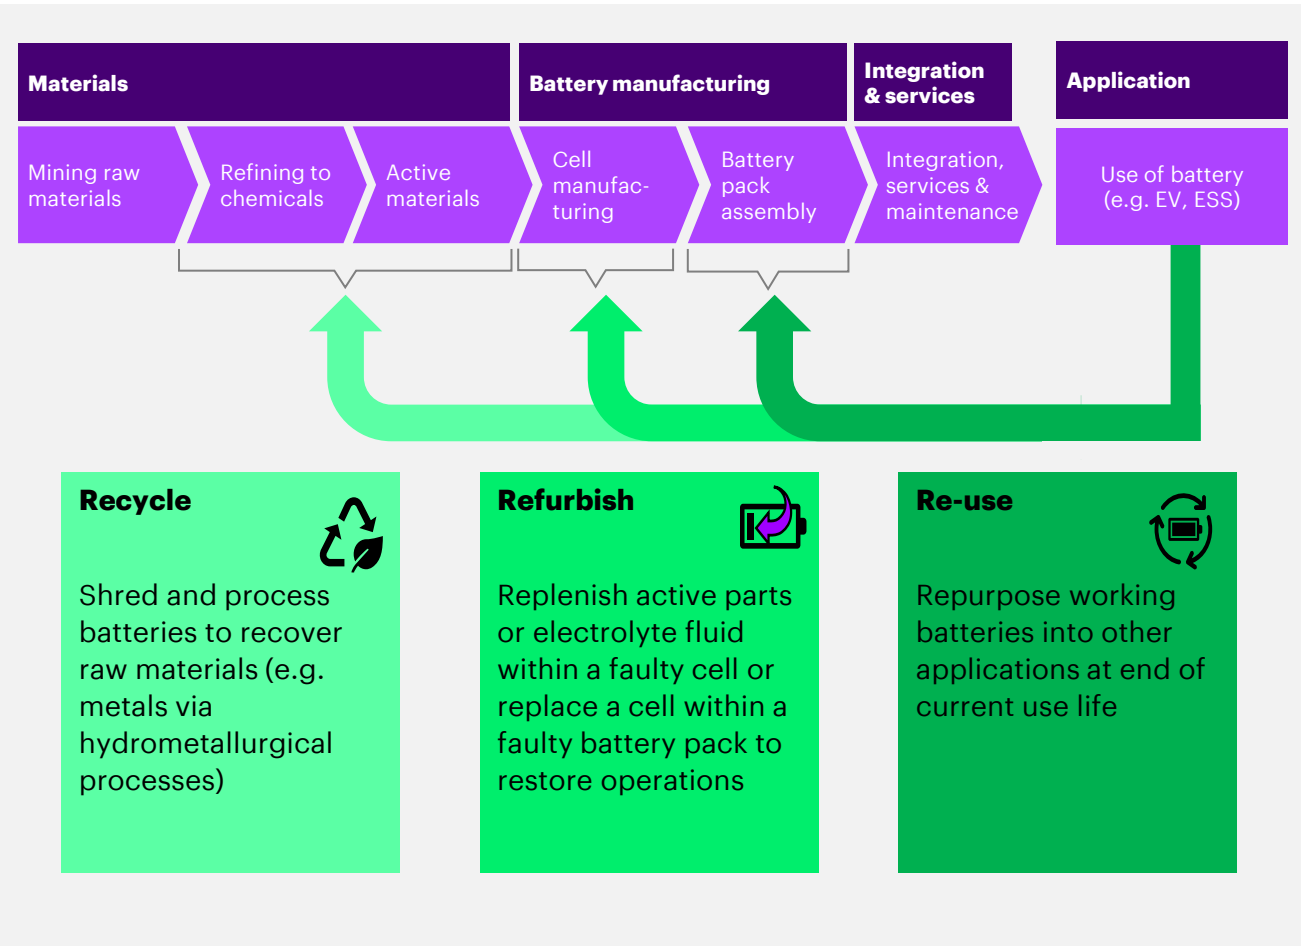 Materials
Battery manufacturing
Integration
& services
Application
Mining raw
materials
Refining to
chemicals
Active
materials
Cell
manufac-
turing
Battery
pack
assembly
Integration,
services &
maintenance
Use of battery
(e.g. EV, ESS)
Recycle
Shred and process
batteries to recover
raw materials (e.g.
metals via
hydrometallurgical
processes)
Refurbish
Replenish active parts
or electrolyte fluid
within a faulty cell or
replace a cell within a
faulty battery pack to
restore operations
Re-use
Repurpose working
batteries into other
applications at end of
current use life